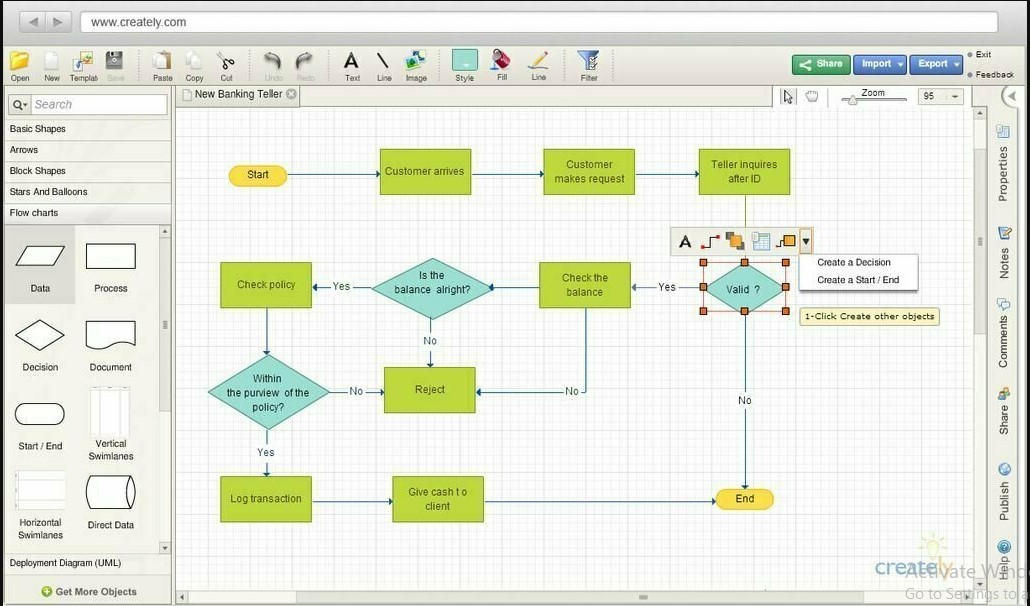 www.creately.com
Open
New
Templat
Save
Paste
Copy
Cut
Undo
Redo
Text
Line
Image
Style
Fill
Line
Filter
Share
Import
Export
Exit
Feedback
Search
New Banking Teller
Zoom
95
Basic Shapes
Arrows
Block Shapes
Stars And Balloons
Flow charts
Data
Process
Decision
Document
Start / End
Vertical
Swimlanes
Horizontal
Swimlanes
Direct Data
Deployment Diagram (UML)
Get More Objects
Start
Customer arrives
Customer
makes request
Teller inquires
after ID
A
Create a Decision
Create a Start / End
1-Click Create other objects
Check policy
Yes
Is the
balance alright?
Check the
balance
Yes
Valid ?
No
Within
the purview of the
policy?
No
Reject
No
No
Yes
Log transaction
Give cash t o
client
End
Properties
Notes
Comments
Share
Publish
Help
creately
Activate Windo
Go to Settings to a